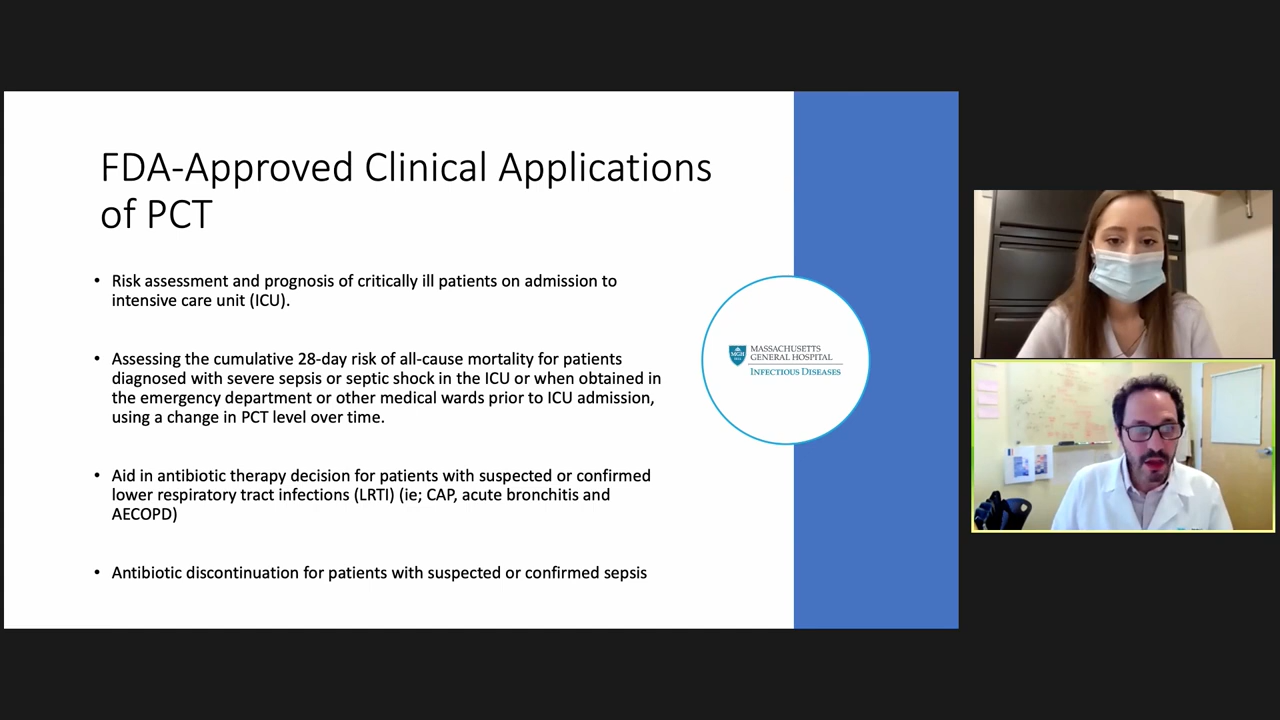 FDA-Approved Clinical Applications
of PCT
• Risk assessment and prognosis of critically ill patients on admission to
intensive care unit (ICU).
• Assessing the cumulative 28-day risk of all-cause mortality for patients
diagnosed with severe sepsis or septic shock in the ICU or when obtained in
the emergency department or other medical wards prior to ICU admission,
using a change in PCT level over time.
• Aid in antibiotic therapy decision for patients with suspected or confirmed
lower respiratory tract infections (LRTI) (ie; CAP, acute bronchitis and
AECOPD)
• Antibiotic discontinuation for patients with suspected or confirmed sepsis
MGH
MASSACHUSETTS
GENERAL HOSPITAL
INFECTIOUS DISEASES